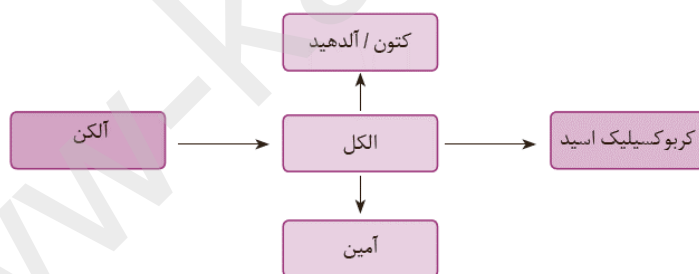 کتون / آلدهید
آلکن
الکل
کربوکسیلیک اسید
آمین